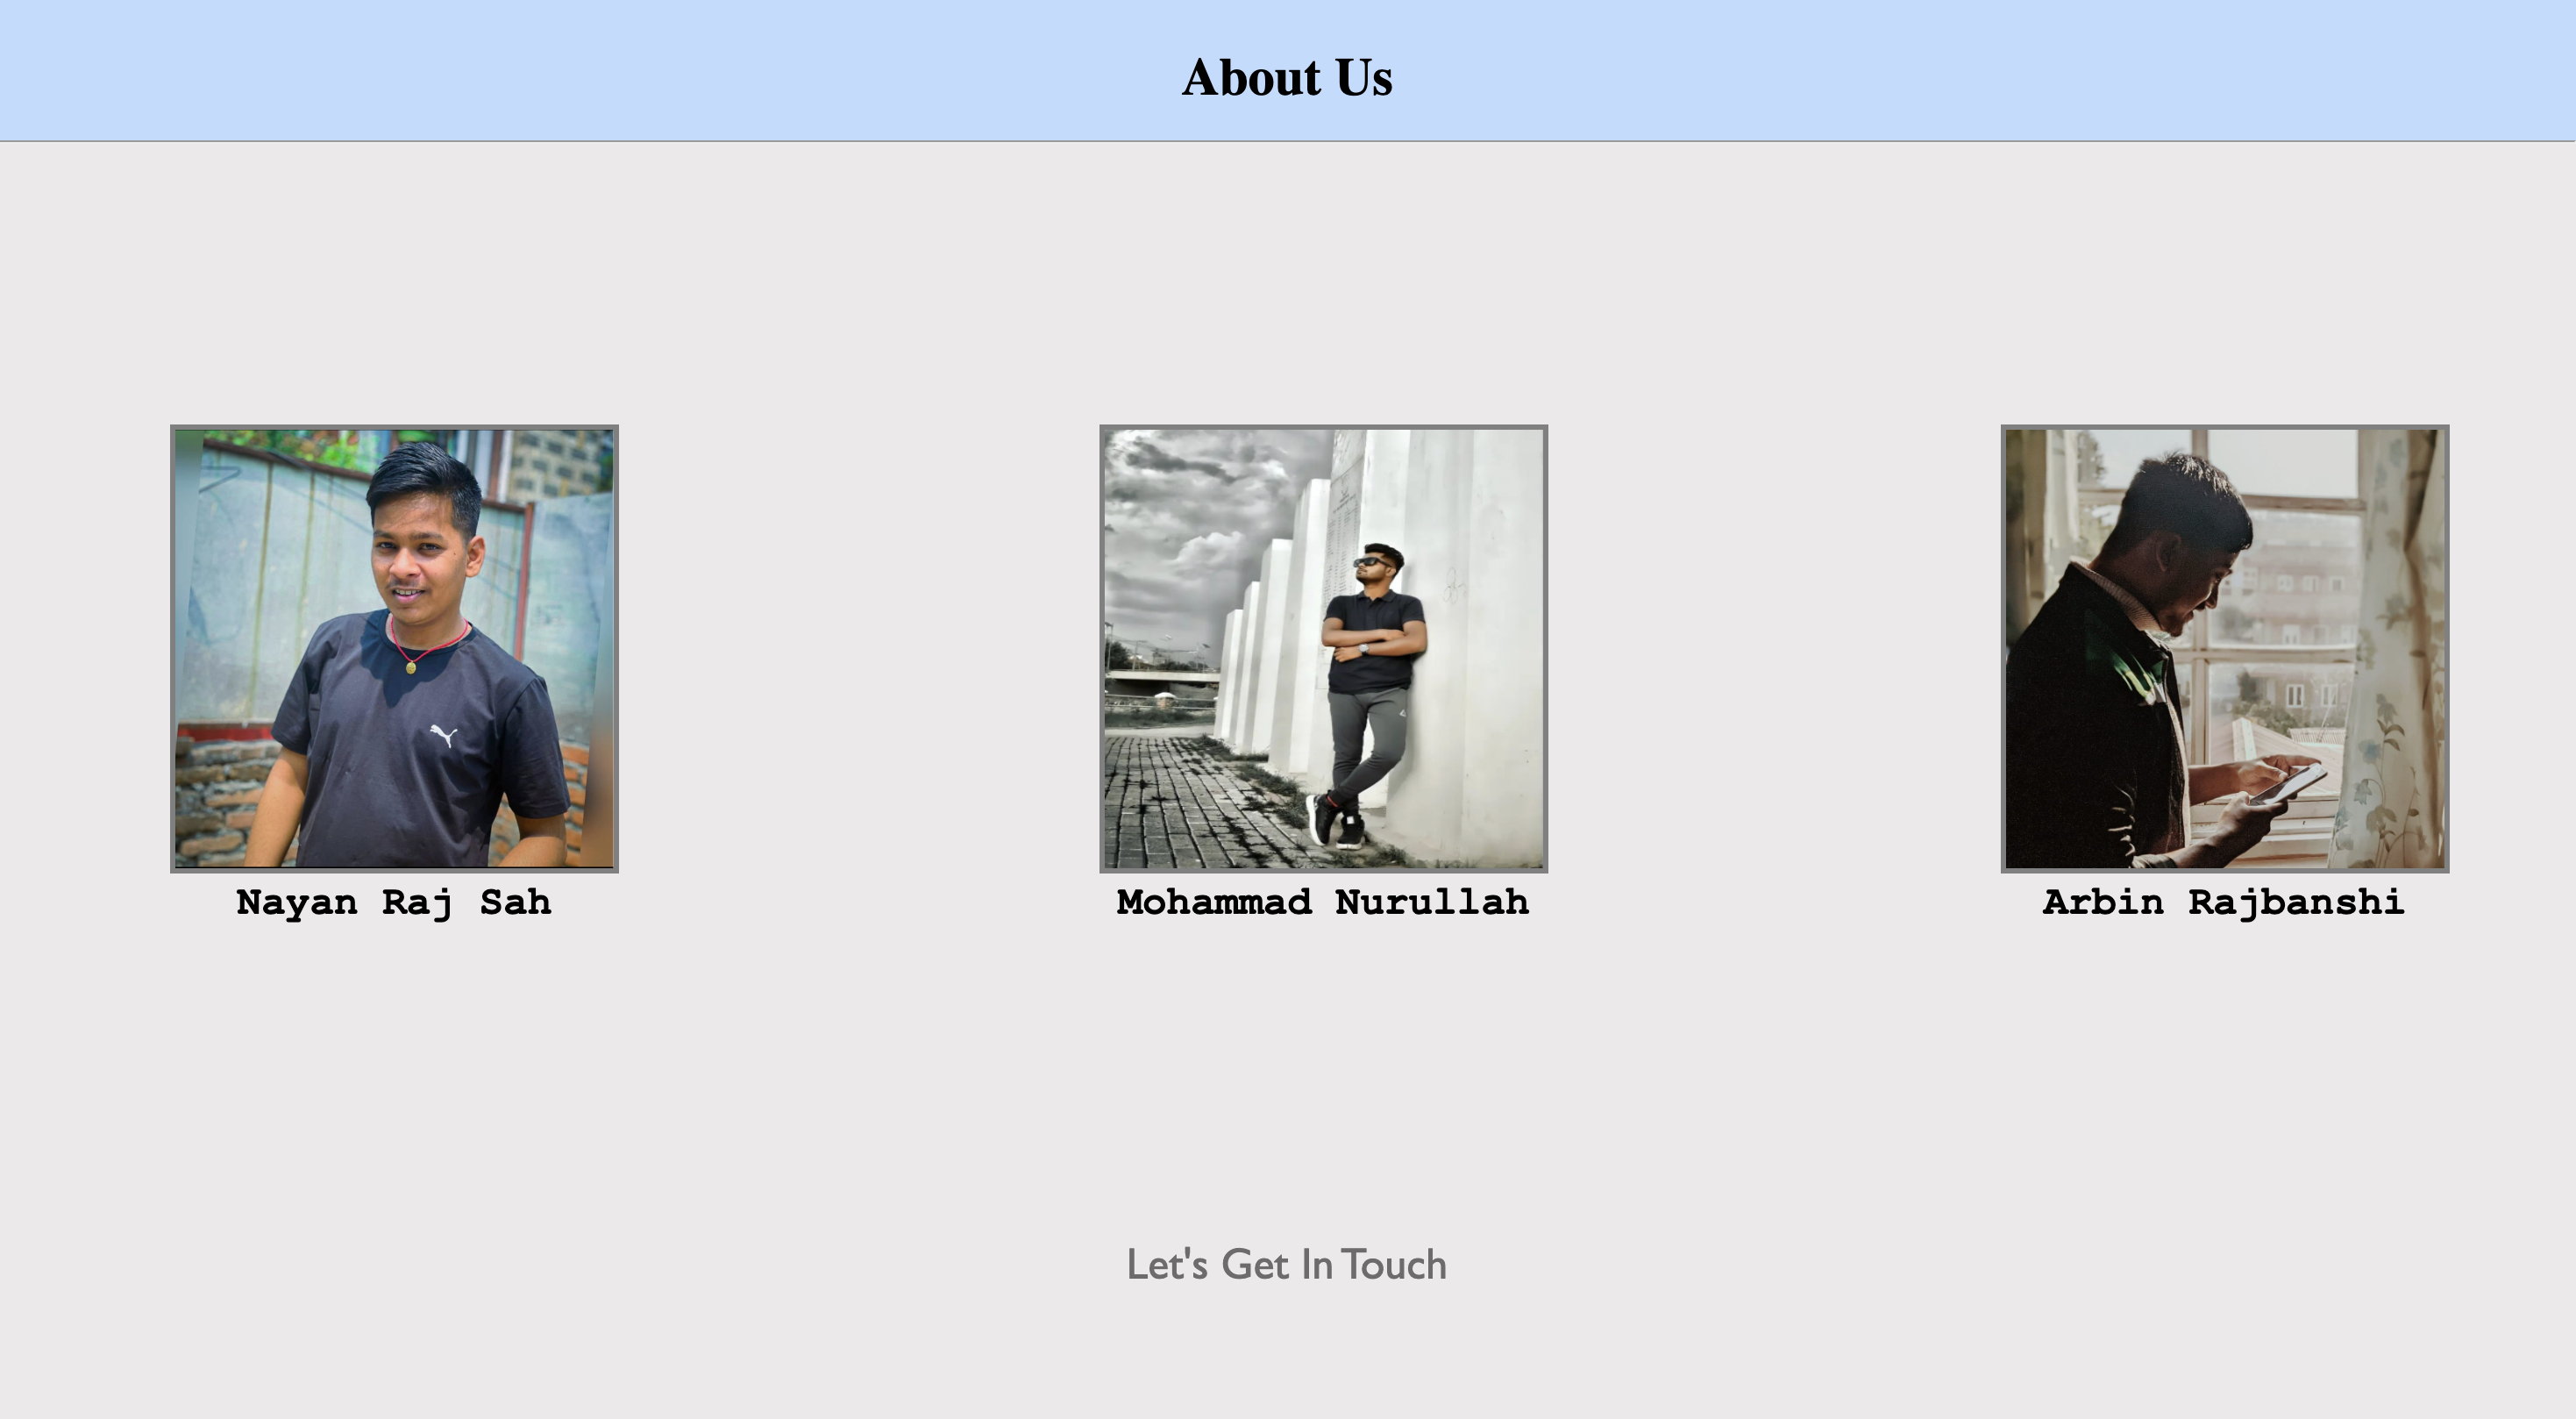 About Us
Nayan Raj Sah
Mohammad Nurullah
Arbin Rajbanshi
Let's Get In Touch